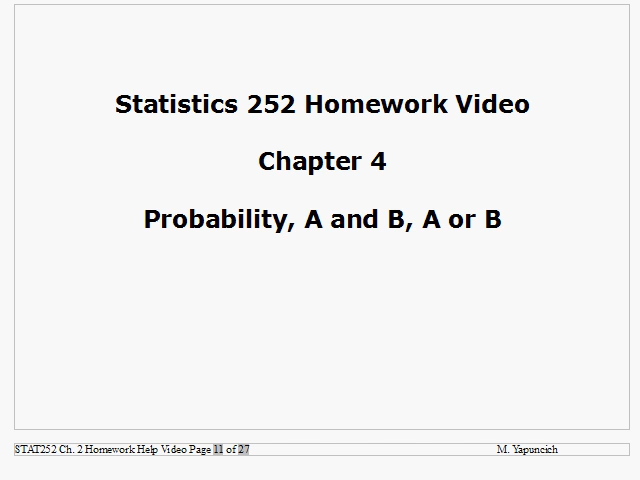 Statistics 252 Homework Video
Chapter 4
Probability, A and B, A or B
STAT252 Ch. 2 Homework Help Video Page 11 of 27 M. Yapuncich